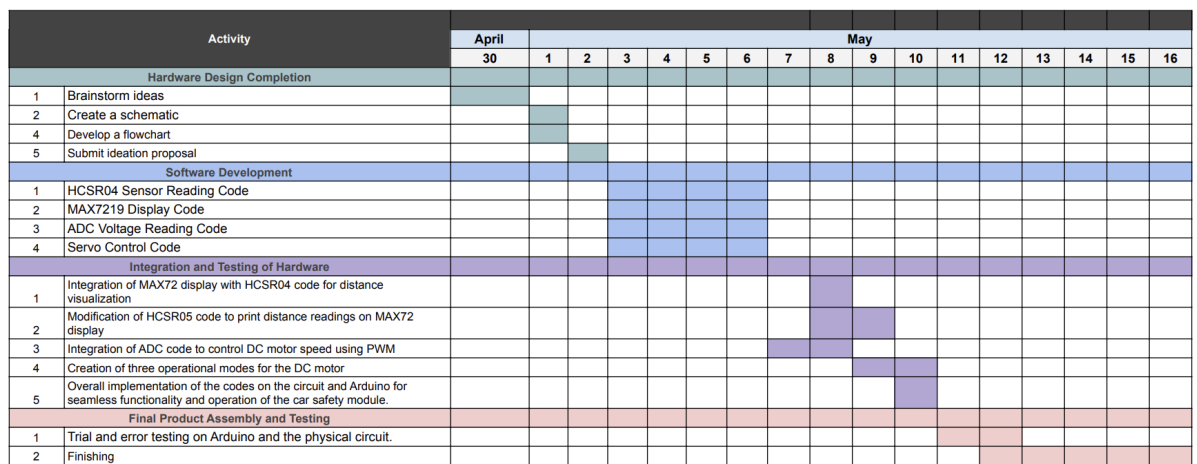 Activity
April May
30 1 2 3 4 5 6 7 8 9 10 11 12 13 14 15 16
Hardware Design Completion
1 Brainstorm ideas
2 Create a schematic
4 Develop a flowchart
5 Submit ideation proposal
Software Development
1 HCSR04 Sensor Reading Code
2 MAX7219 Display Code
3 ADC Voltage Reading Code
4 Servo Control Code
Integration and Testing of Hardware
Integration of MAX72 display with HCSR04 code for distance
1 visualization
Modification of HCSR05 code to print distance readings on MAX72
2 display
3 Integration of ADC code to control DC motor speed using PWM
4 Creation of three operational modes for the DC motor
Overall implementation of the codes on the circuit and Arduino for
5 seamless functionality and operation of the car safety module.
Final Product Assembly and Testing
1 Trial and error testing on Arduino and the physical circuit.
2 Finishing